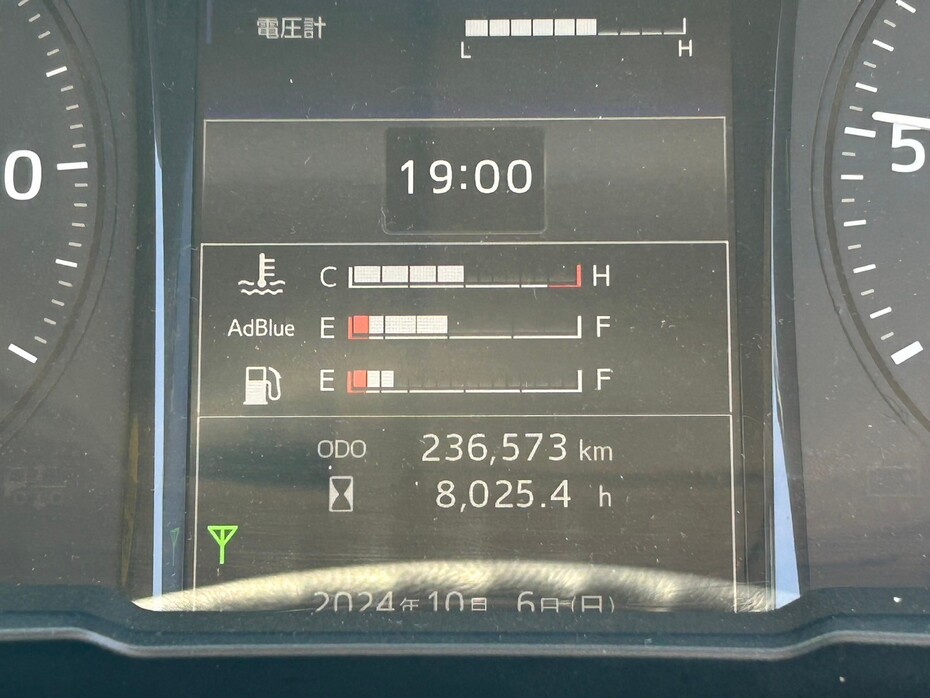 電圧計
L H
0
5
19:00
C H
AdBlue E F
E F
ODO 236,573 km
8,025.4 h
2024年10月 6日(日)